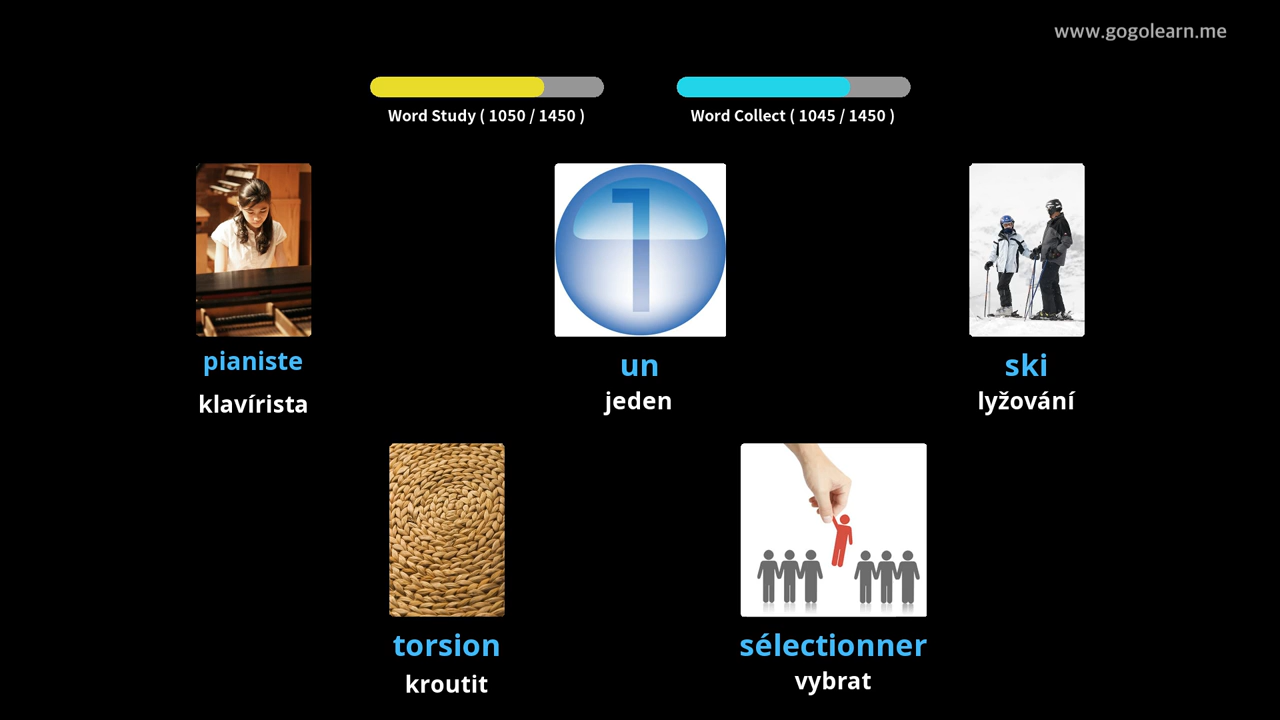 www.gogolearn.me
Word Study ( 1050 / 1450 )
Word Collect ( 1045 / 1450 )
1
pianiste
klavírista
un
jeden
ski
lyžování
torsion
kroutit
sélectionner
vybrat